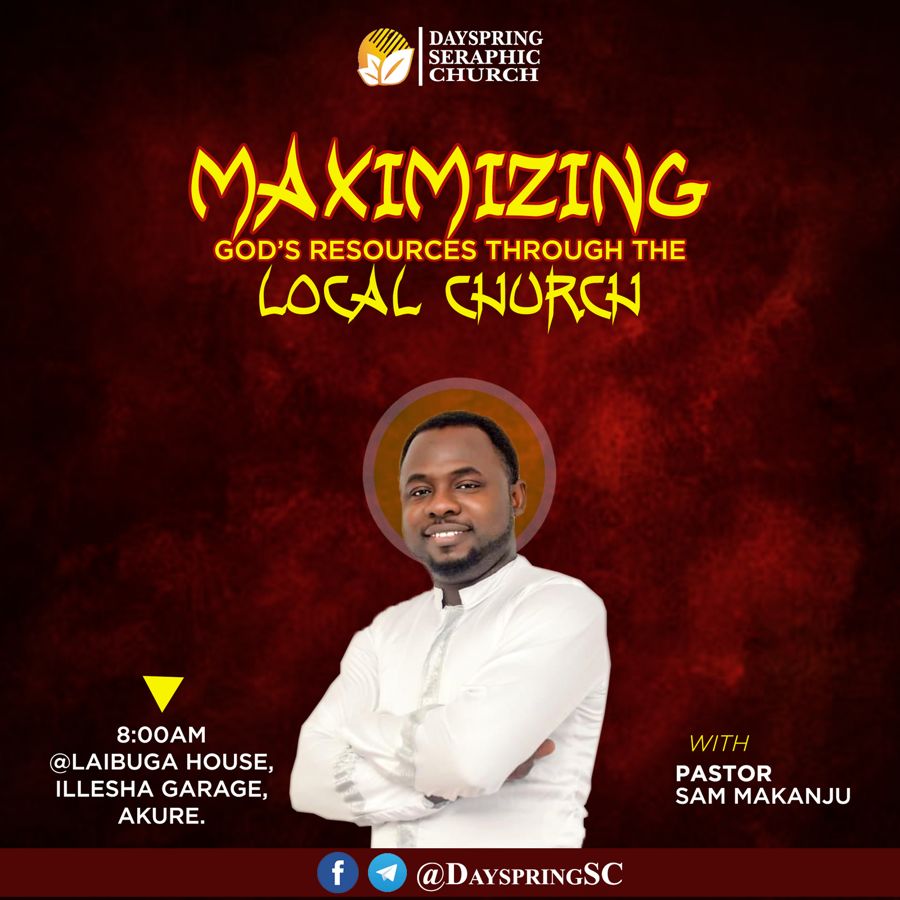 DAYSPRING
SERAPHIC
CHURCH
MAXIMIZING
GOD'S RESOURCES THROUGH THE
LOCAL CHURCH
8:00AM
@LAIBUGA HOUSE,
ILLESHA GARAGE,
AKURE.
WITH
PASTOR
SAM MAKANJU
f @DAYSPRINGSC